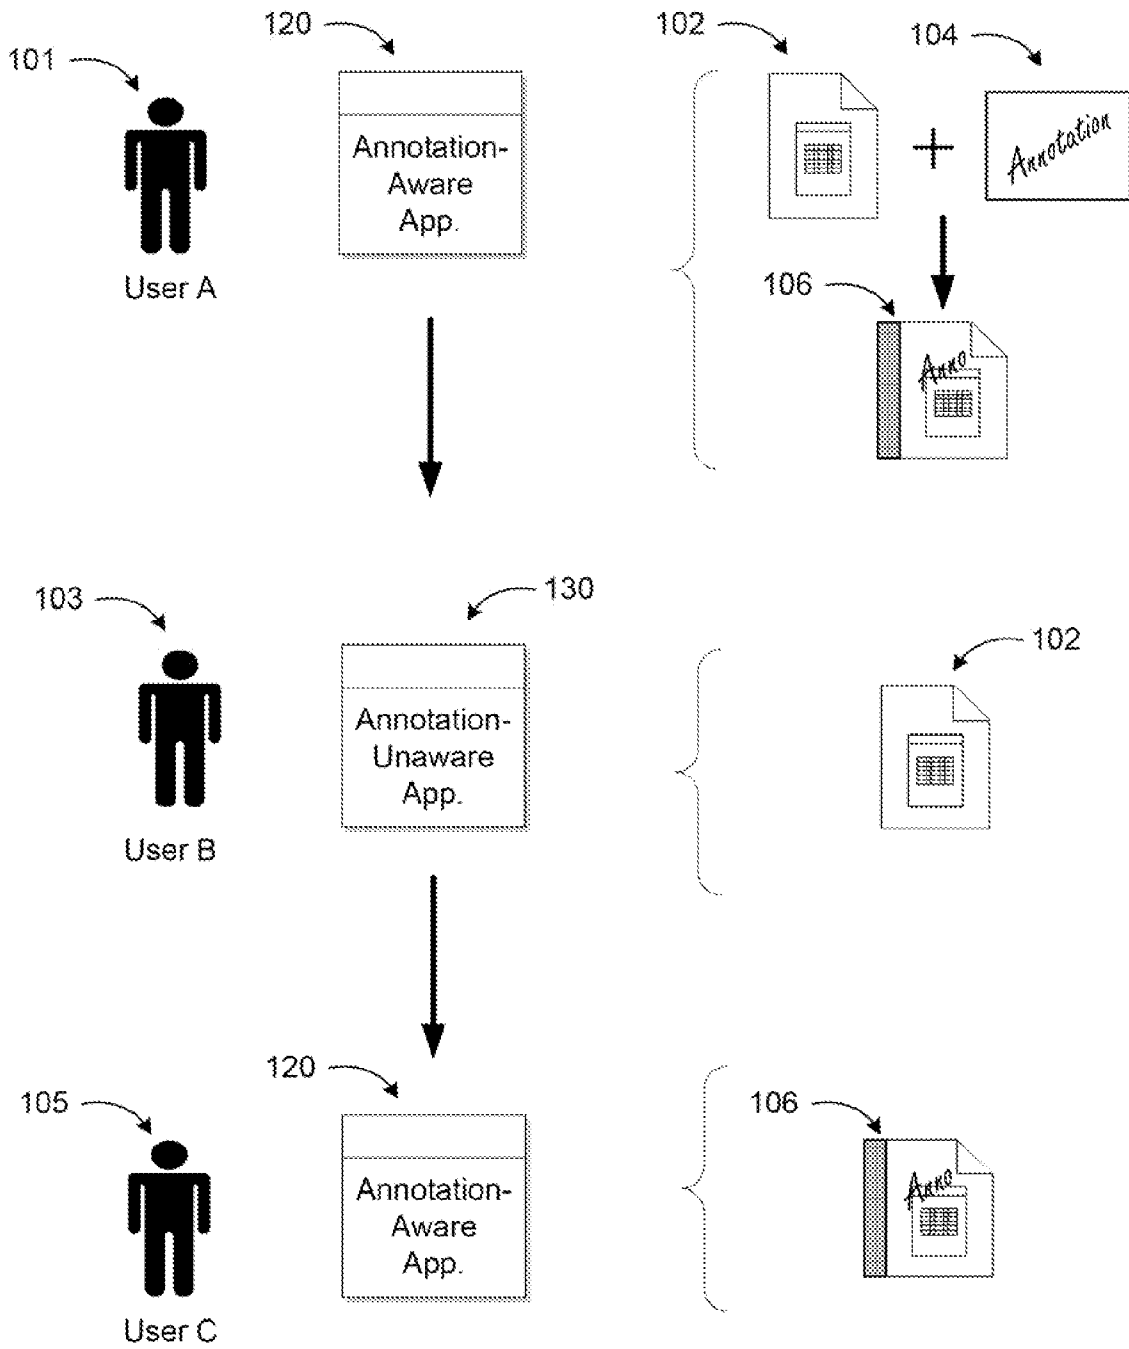 101
120
102
104
Annotation-
Aware
App.
Annotation
User A
106
Anno
103
130
102
Annotation-
Unaware
App.
User B
105
120
106
Annotation-
Aware
App.
Anno
User C